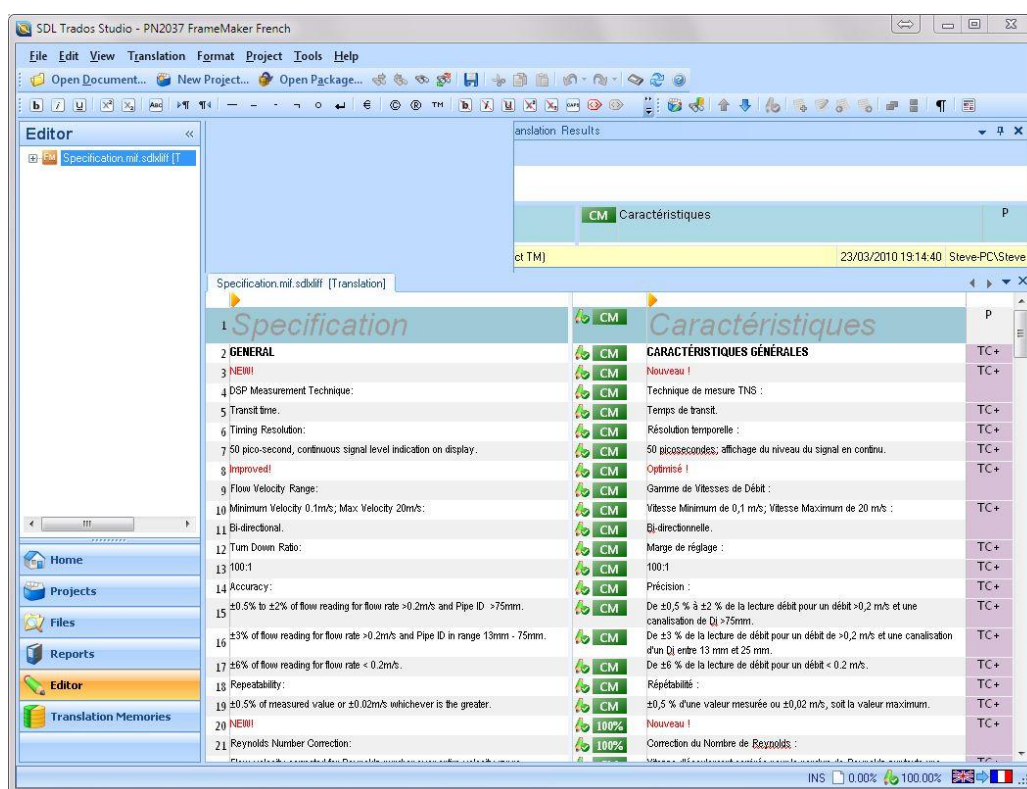 SDL Trados Studio - PN2037 FrameMaker French
File Edit View Translation Format Project Tools Help
Open Document... New Project... Open Package...
Editor
anslation Results
Specification.mif.sdlxliff [T
CM Caractéristiques P
ct TM) 23/03/2010 19:14:40 Steve-PC\Steve
Specification.mif.sdlxliff [Translation]
1 Specification CM Caractéristiques P
2 GENERAL CM CARACTÉRISTIQUES GÉNÉRALES TC+
3 NEW! CM Nouveau ! TC+
4 DSP Measurement Technique: CM Technique de mesure TNS :
5 Transit time. CM Temps de transit. TC+
6 Timing Resolution: CM Résolution temporelle : TC+
7 50 pico-second, continuous signal level indication on display. CM 50 picosecondes; affichage du niveau du signal en continu. TC+
8 Improved! CM Optimisé ! TC+
9 Flow Velocity Range: CM Gamme de Vitesses de Débit :
10 Minimum Velocity 0.1m/s; Max Velocity 20m/s: CM Vitesse Minimum de 0,1 m/s; Vitesse Maximum de 20 m/s : TC+
11 Bi-directional. CM Bi-directionnelle.
12 Turn Down Ratio: CM Marge de réglage : TC+
13 100:1 CM 100:1 TC+
14 Accuracy: CM Précision : TC+
15 ±0.5% to ±2% of flow reading for flow rate >0.2m/s and Pipe ID >75mm. CM De ±0,5 % à ±2 % de la lecture débit pour un débit >0,2 m/s et une TC+
canalisation de Di >75mm.
16 ±3% of flow reading for flow rate >0.2m/s and Pipe ID in range 13mm - 75mm. CM De ±3 % de la lecture de débit pour un débit de >0,2 m/s et une canalisation TC+
d'un Di entre 13 mm et 25 mm.
17 ±6% of flow reading for flow rate < 0.2m/s. CM De ±6 % de la lecture de débit pour un débit < 0.2 m/s. TC+
18 Repeatability: CM Répétabilité : TC+
19 ±0.5% of measured value or ±0.02m/s whichever is the greater. CM ±0,5 % d'une valeur mesurée ou ±0,02 m/s, soit la valeur maximum. TC+
20 NEW! 100% Nouveau ! TC+
21 Reynolds Number Correction: 100% Correction du Nombre de Reynolds : TC+
Home
Projects
Files
Reports
Editor
Translation Memories
INS 0.00% 100.00%